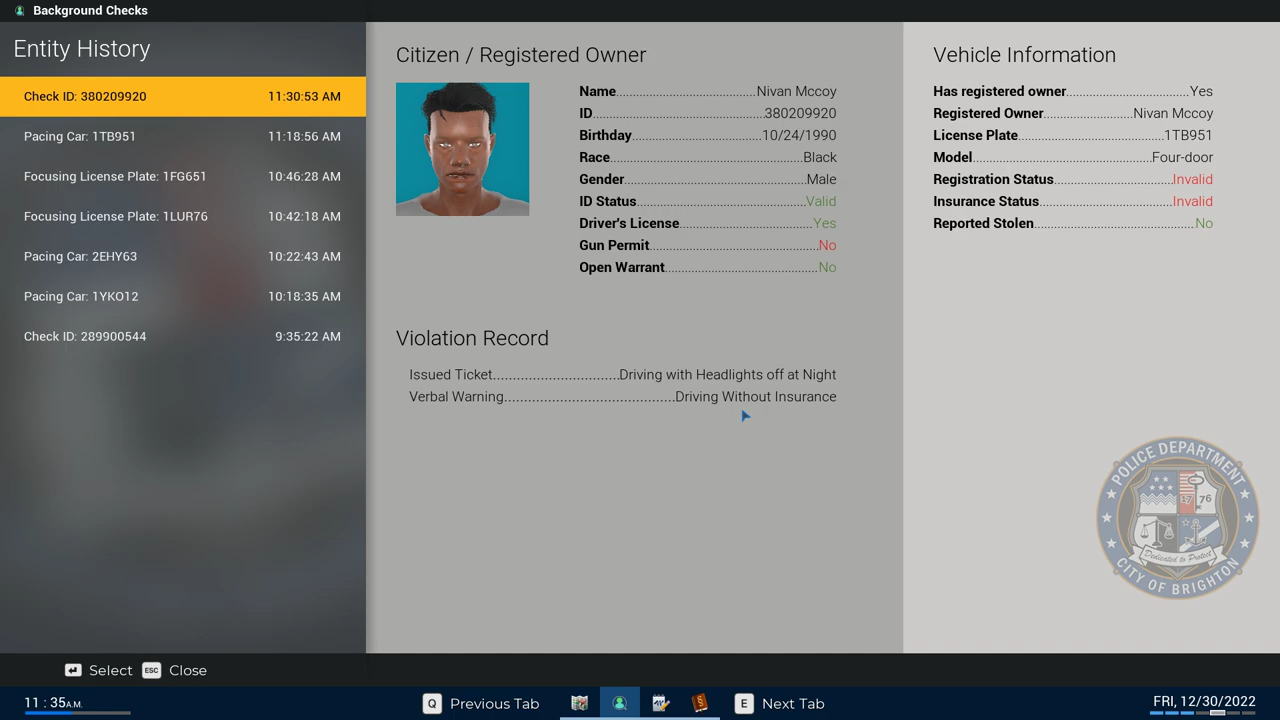 Background Checks
Entity History
Check ID: 380209920 11:30:53 AM
Pacing Car: 1TB951 11:18:56 AM
Focusing License Plate: 1FG651 10:46:28 AM
Focusing License Plate: 1LUR76 10:42:18 AM
Pacing Car: 2EHY63 10:22:43 AM
Pacing Car: 1YKO12 10:18:35 AM
Check ID: 289900544 9:35:22 AM
Citizen / Registered Owner
Name Nivan Mccoy
ID 380209920
Birthday 10/24/1990
Race Black
Gender Male
ID Status Valid
Driver's License Yes
Gun Permit No
Open Warrant No
Violation Record
Issued Ticket Driving with Headlights off at Night
Verbal Warning Driving Without Insurance
Vehicle Information
Has registered owner Yes
Registered Owner Nivan Mccoy
License Plate 1TB951
Model Four-door
Registration Status Invalid
Insurance Status Invalid
Reported Stolen No
POLICE DEPARTMENT
17 76
Dedicated to Protect
CITY OF BRIGHTON
Select ESC Close
11 : 35 A.M.
Q Previous Tab
E Next Tab
FRI, 12/30/2022